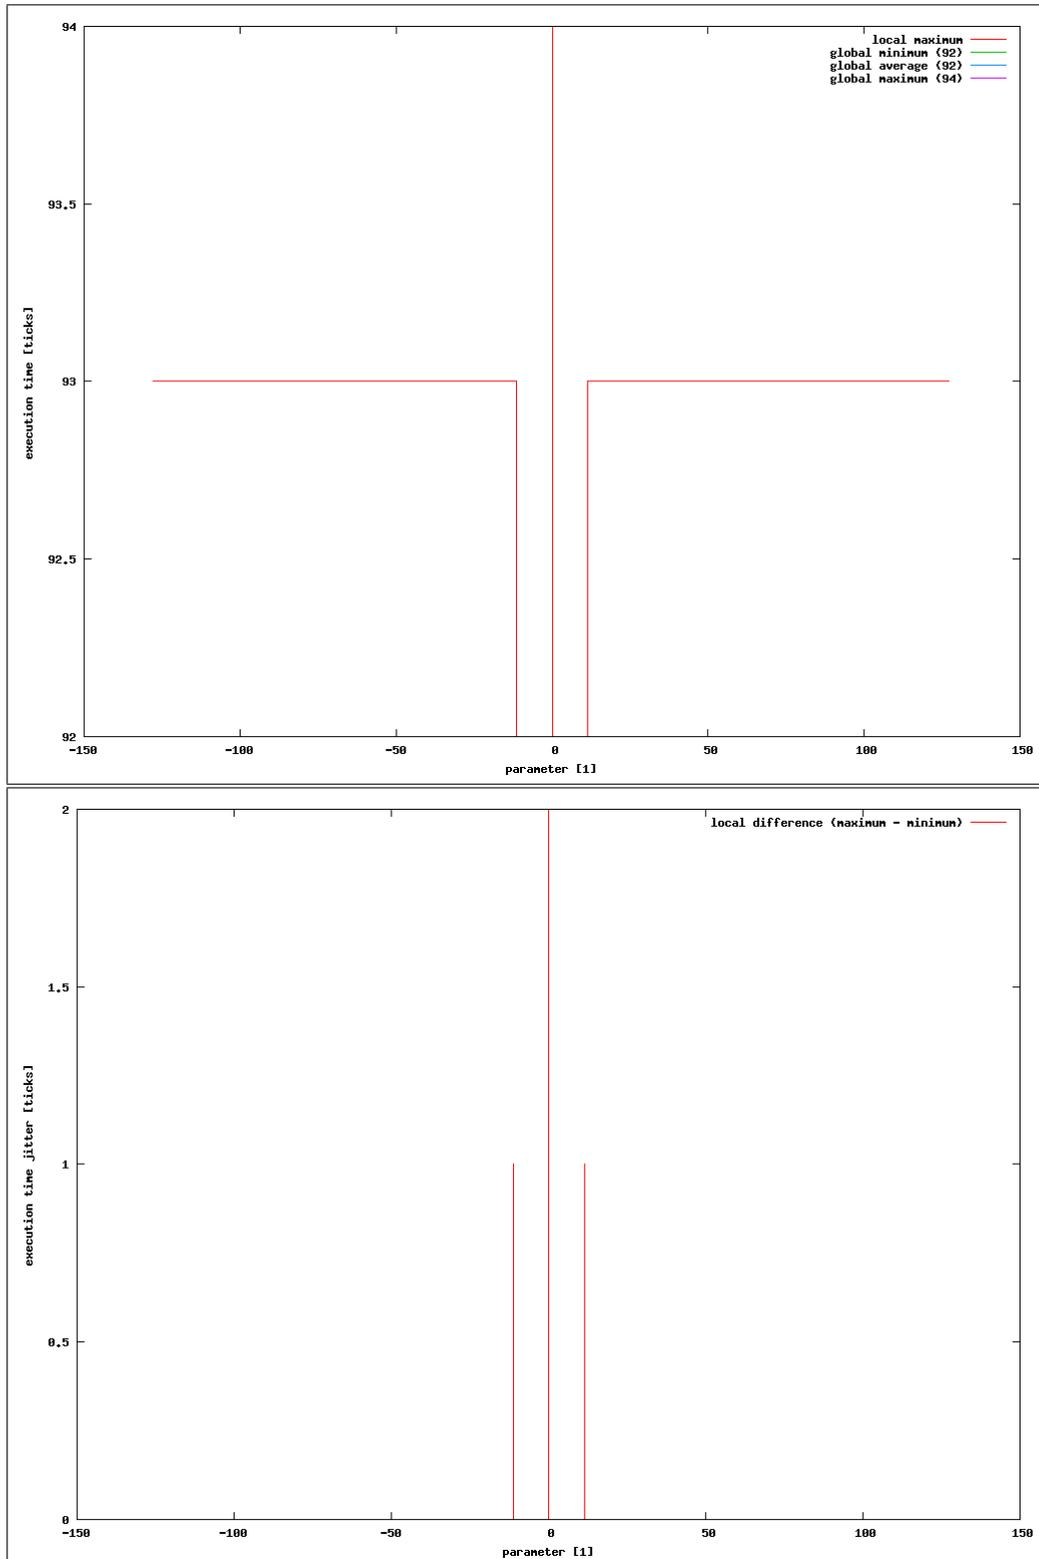 94
local maximum
global minimum (92)
global average (92)
global maximum (94)
93.5
execution time [ticks]
93
92.5
92
-150 -100 -50 0 50 100 150
parameter [1]
2
local difference (maximum - minimum)
1.5
execution time jitter [ticks]
1
0.5
0
-150 -100 -50 0 50 100 150
parameter [1]